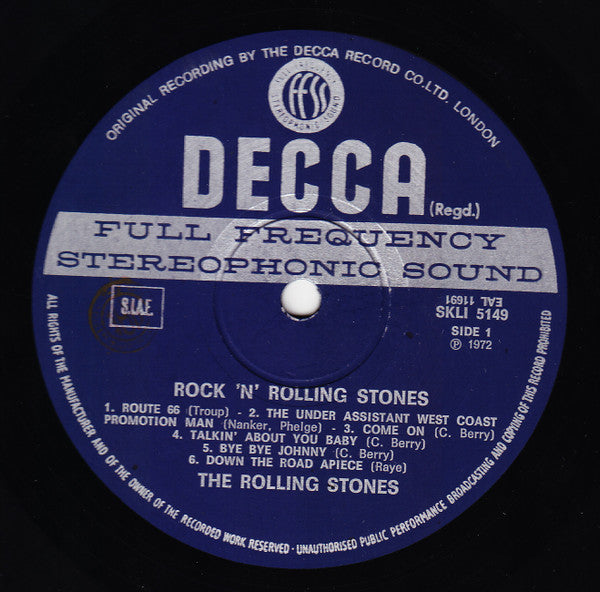 ORIGINAL RECORDING BY THE DECCA RECORD CO. LTD. LONDON
FULL FREQUENCY
ffss
STEREOPHONIC SOUND
DECCA
(Regd.)
FULL FREQUENCY
STEREOPHONIC SOUND
S.I.A.E.
EAL 11691
SKLI 5149
SIDE 1
Ⓟ 1972
ROCK 'N' ROLLING STONES
1. ROUTE 66 (Troup) - 2. THE UNDER ASSISTANT WEST COAST
PROMOTION MAN (Nanker, Phelge) - 3. COME ON (C. Berry)
4. TALKIN' ABOUT YOU BABY (C. Berry)
5. BYE BYE JOHNNY (C. Berry)
6. DOWN THE ROAD APIECE (Raye)
THE ROLLING STONES
ALL RIGHTS OF THE MANUFACTURER AND OF THE OWNER OF THE RECORDED WORK RESERVED · UNAUTHORISED PUBLIC PERFORMANCE BROADCASTING AND COPYING OF THIS RECORD PROHIBITED